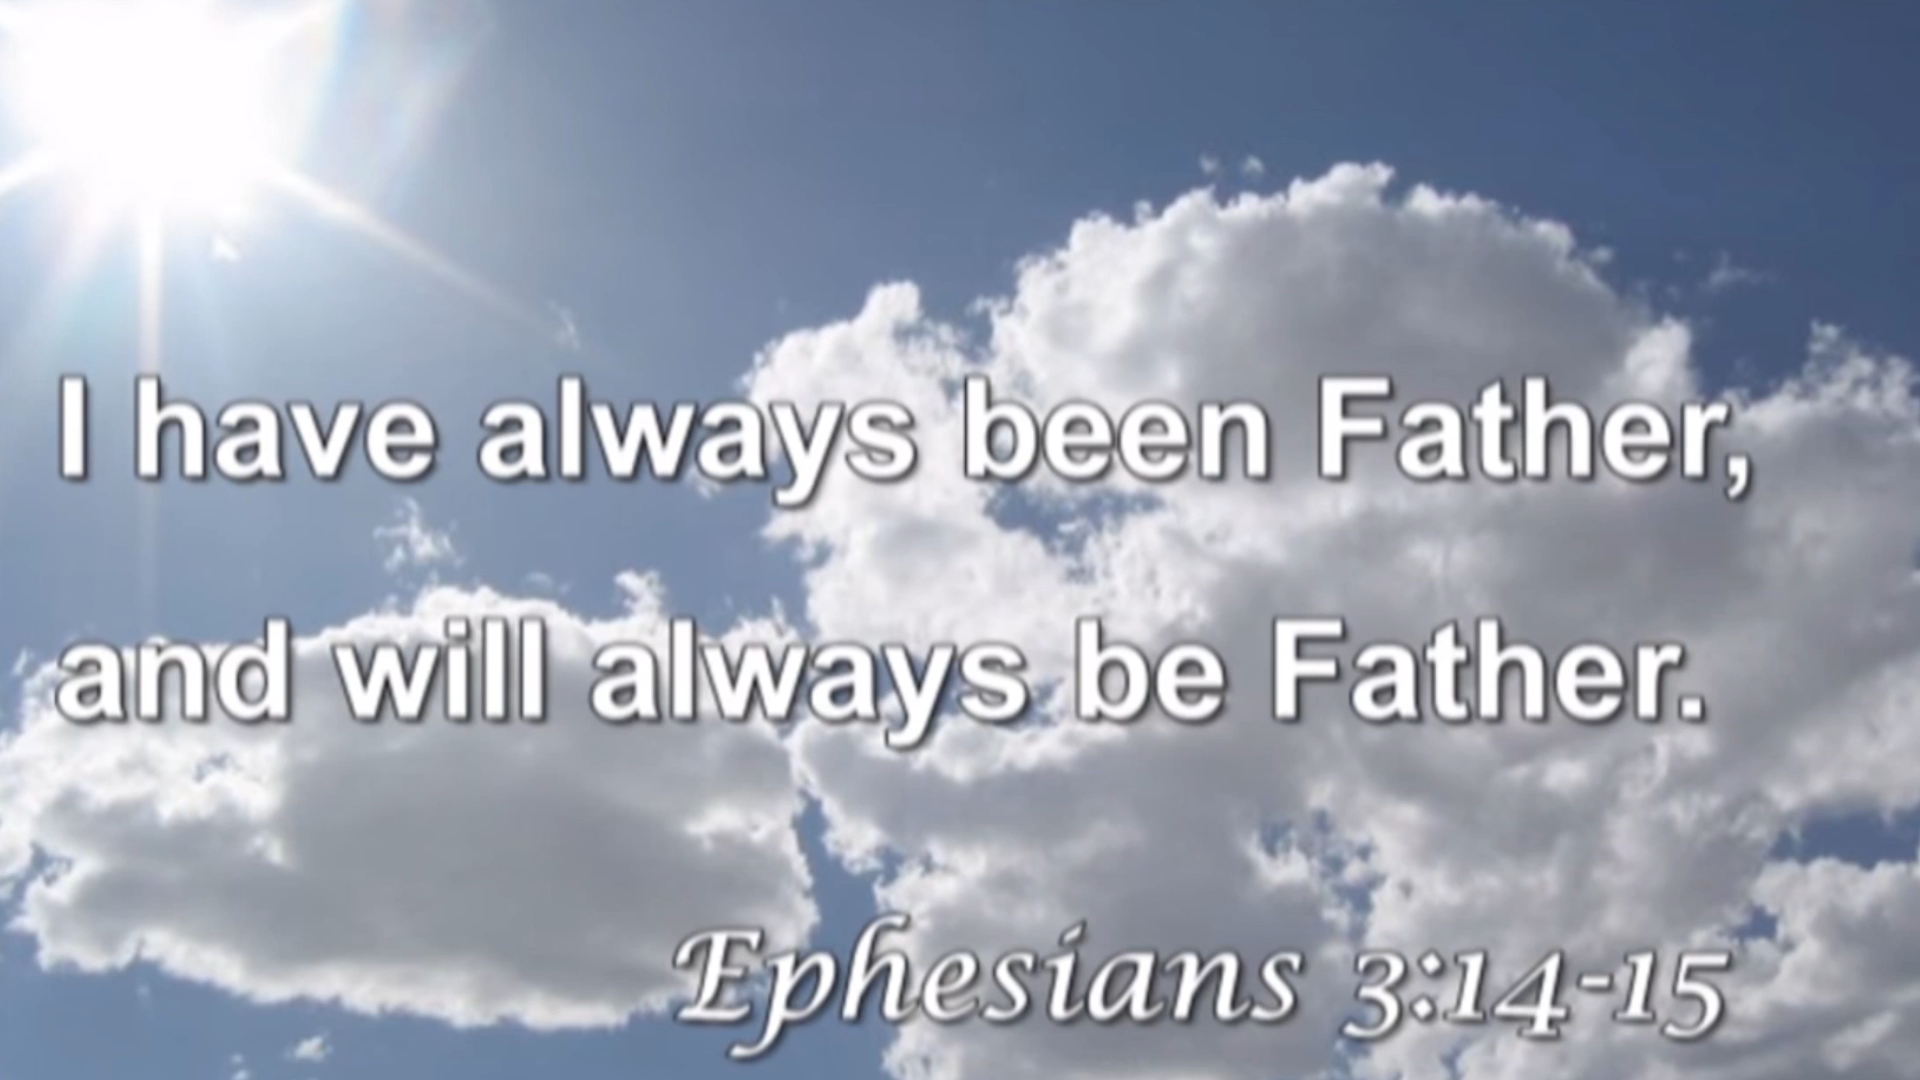 I have always been Father,
and will always be Father.
Ephesians 3:14-15